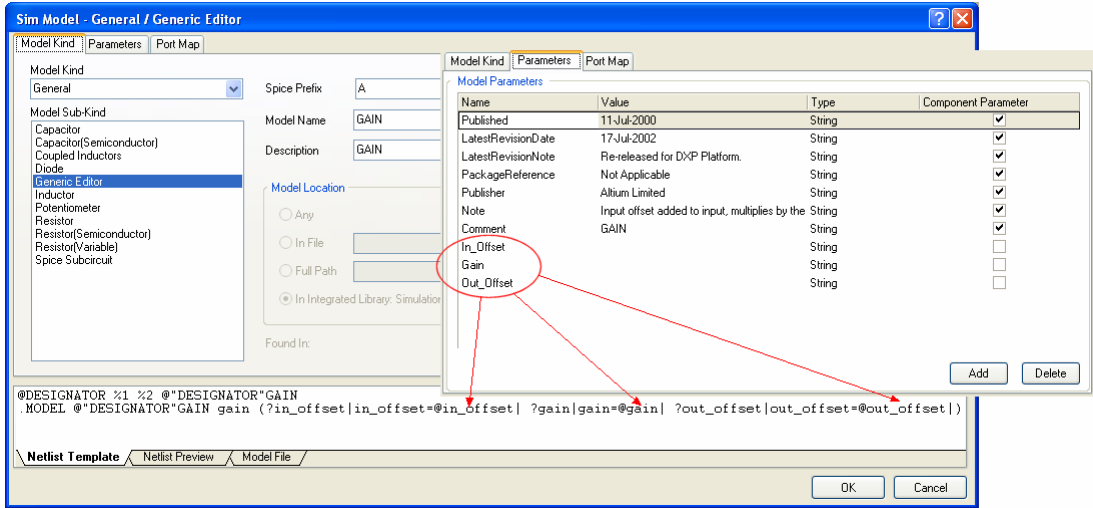 Sim Model - General / Generic Editor
Model Kind Parameters Port Map
Model Kind
General
Model Sub-Kind
Capacitor
Capacitor(Semiconductor)
Coupled Inductors
Diode
Generic Editor
Inductor
Potentiometer
Resistor
Resistor(Semiconductor)
Resistor(Variable)
Spice Subcircuit
Spice Prefix A
Model Name GAIN
Description GAIN
Model Location
Any
In File
Full Path
In Integrated Library: Simulation
Found In:
Model Kind Parameters Port Map
Model Parameters
Name Value Type Component Parameter
Published 11-Jul-2000 String
LatestRevisionDate 17-Jul-2002 String
LatestRevisionNote Re-released for DXP Platform. String
PackageReference Not Applicable String
Publisher Altium Limited String
Note Input offset added to input, multiplies by the String
Comment GAIN String
In_Offset String
Gain String
Out_Offset String
Add Delete
@DESIGNATOR %1 %2 @"DESIGNATOR"GAIN
.MODEL @"DESIGNATOR"GAIN gain (?in_offset|in_offset=@in_offset| ?gain|gain=@gain| ?out_offset|out_offset=@out_offset|)
Netlist Template Netlist Preview Model File
OK Cancel